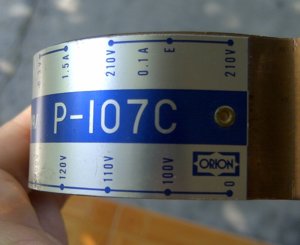 1.5A 210V 0.1A E 210V
P-107C
120V 110V 100V 0
ORION